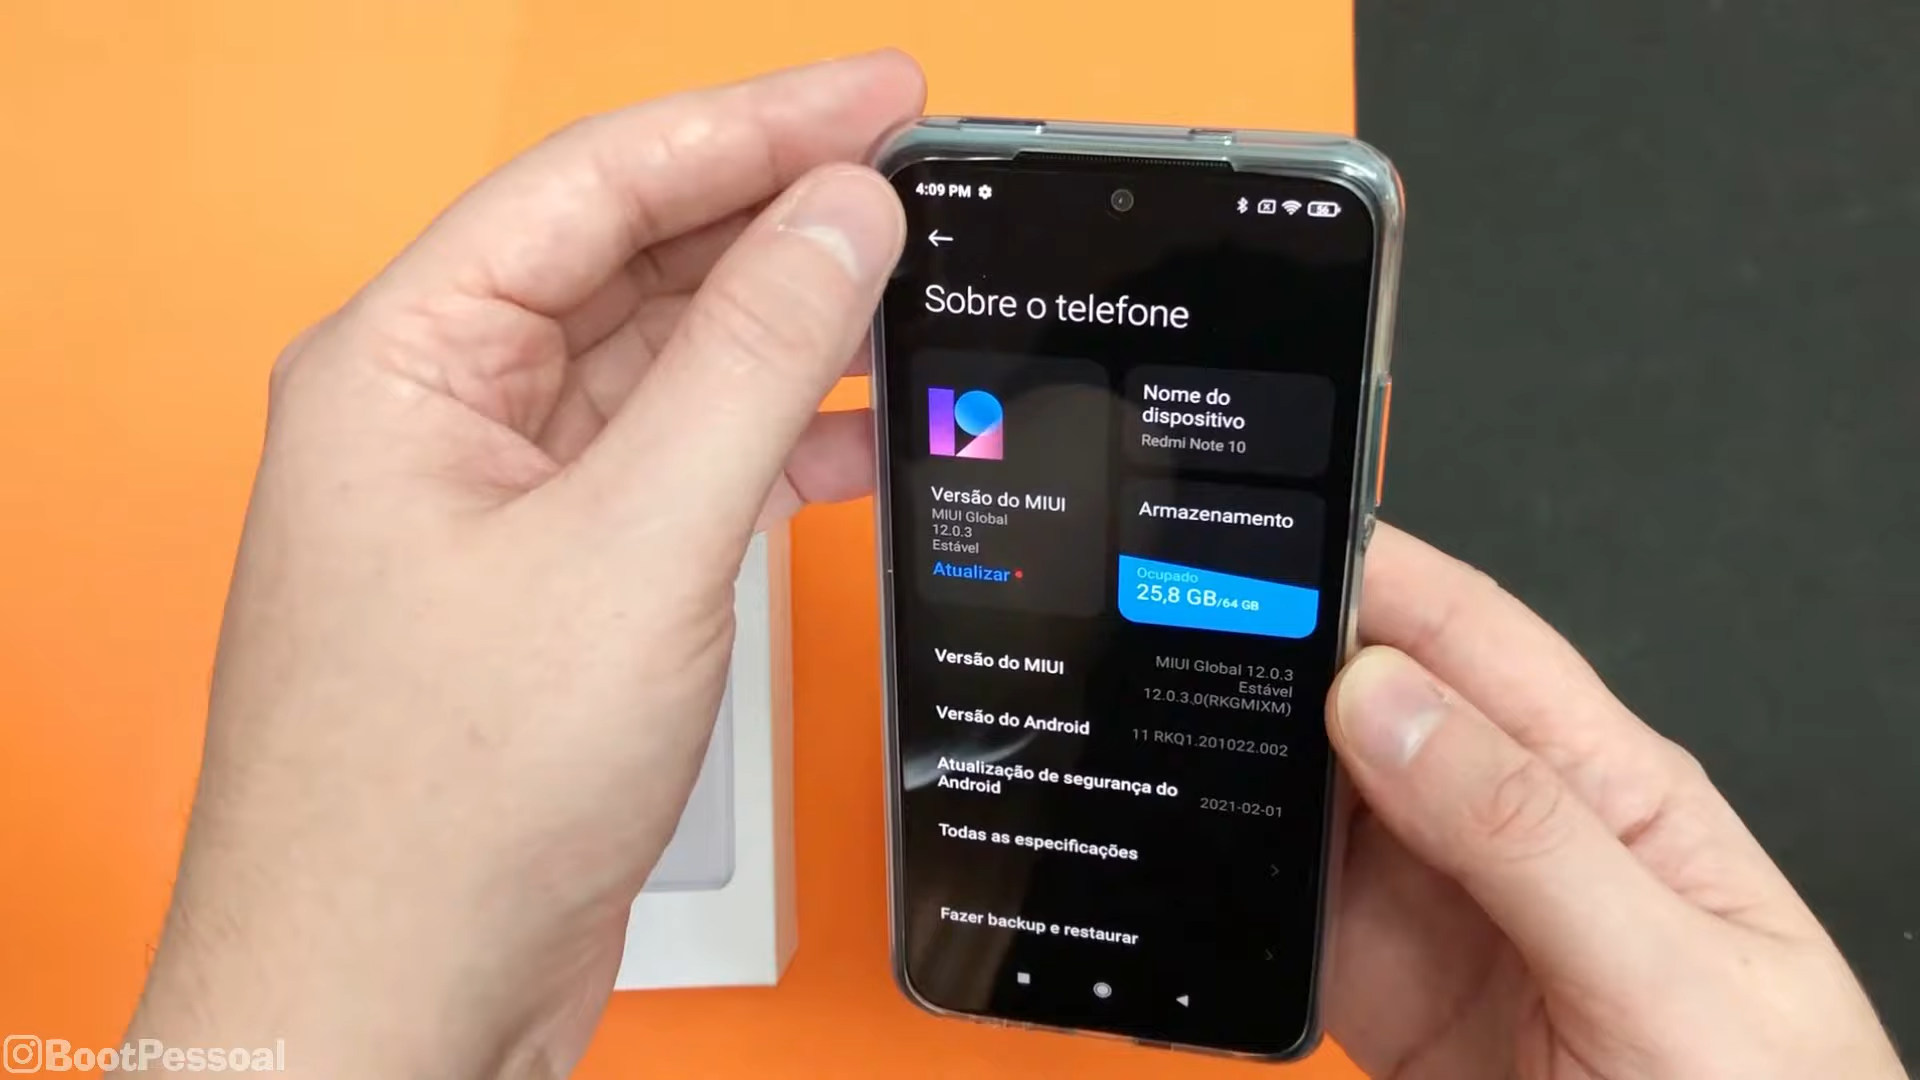 4:09 PM
56
Sobre o telefone
Versão do MIUI
MIUI Global
12.0.3
Estável
Atualizar
Nome do
dispositivo
Redmi Note 10
Armazenamento
Ocupado
25,8 GB/64 GB
Versão do MIUI
MIUI Global 12.0.3
Estável
12.0.3.0(RKGMIXM)
Versão do Android
11 RKQ1.201022.002
Atualização de segurança do
Android
2021-02-01
Todas as especificações
Fazer backup e restaurar
BootPessoal